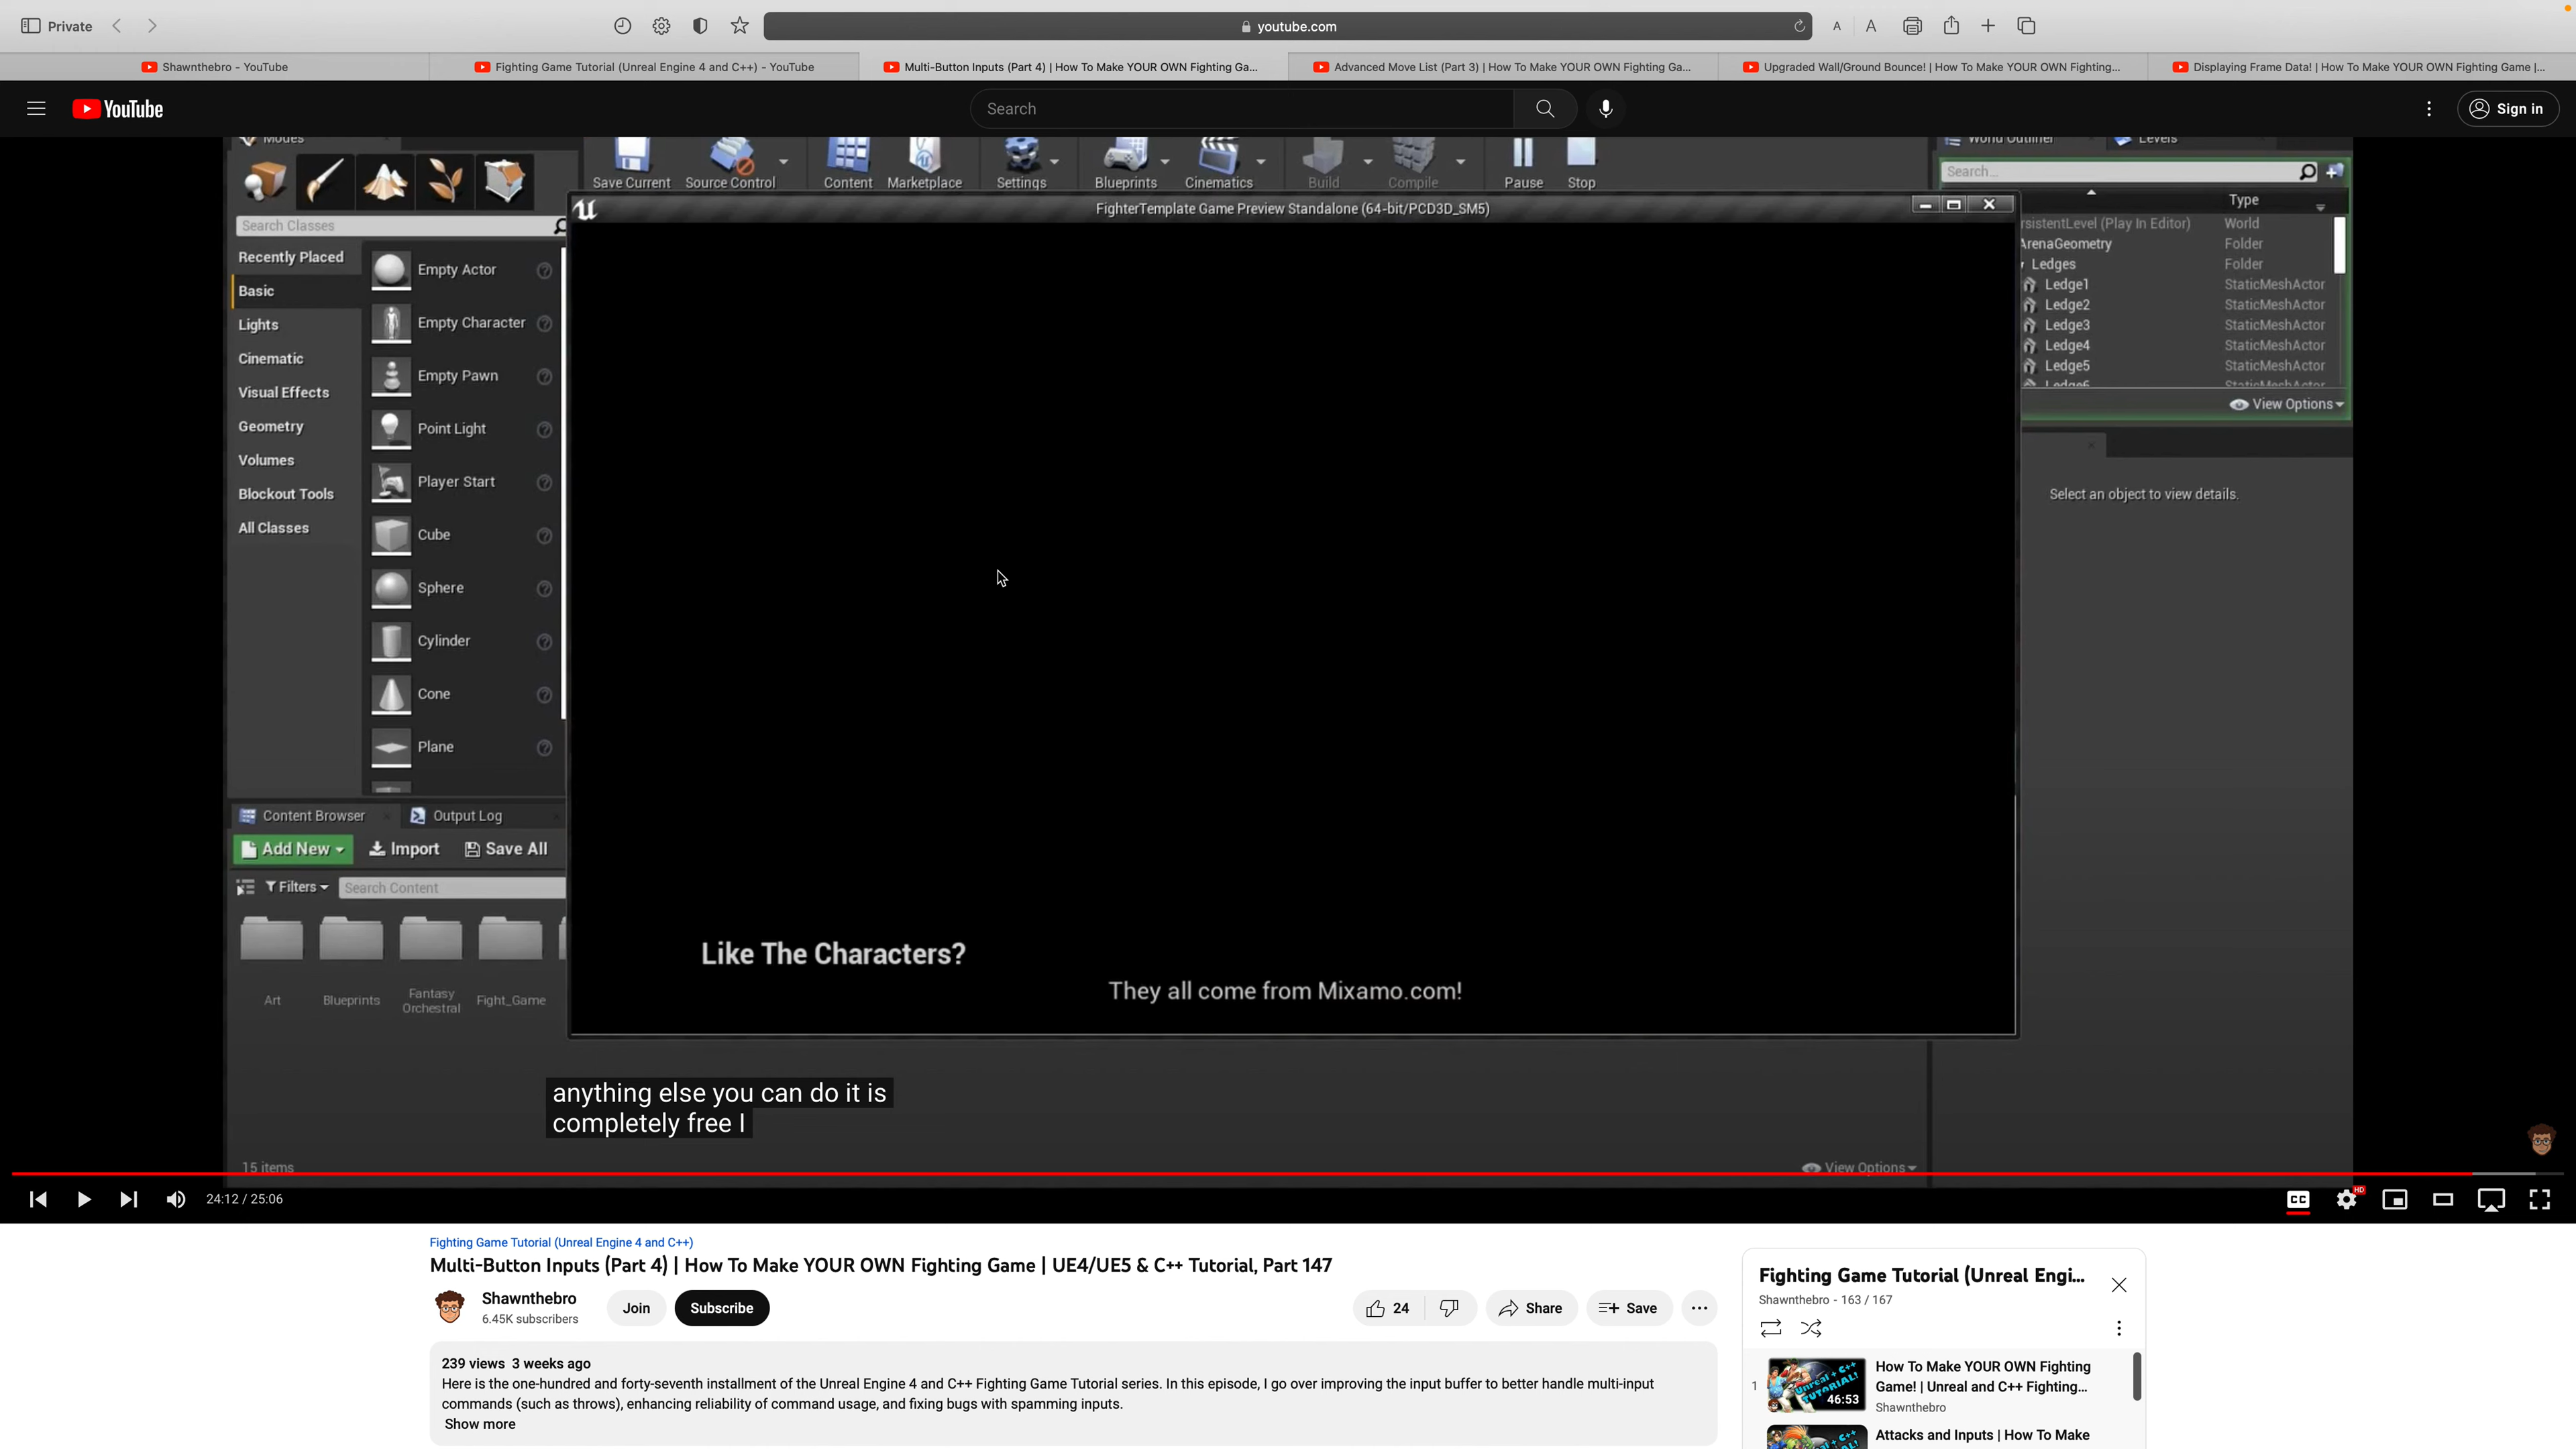 Private
youtube.com
A A
Shawnthebro - YouTube
Fighting Game Tutorial (Unreal Engine 4 and C++) - YouTube
Multi-Button Inputs (Part 4) | How To Make YOUR OWN Fighting Ga...
Advanced Move List (Part 3) | How To Make YOUR OWN Fighting Ga...
Upgraded Wall/Ground Bounce! | How To Make YOUR OWN Fighting...
Displaying Frame Data! | How To Make YOUR OWN Fighting Game |...
YouTube
Search
Sign in
Modes
Save Current
Source Control
Content
Marketplace
Settings
Blueprints
Cinematics
Build
Compile
Pause
Stop
World Outliner
Levels
Search Classes
Recently Placed
Basic
Lights
Cinematic
Visual Effects
Geometry
Volumes
Blockout Tools
All Classes
Empty Actor
Empty Character
Empty Pawn
Point Light
Player Start
Cube
Sphere
Cylinder
Cone
Plane
FighterTemplate Game Preview Standalone (64-bit/PCD3D_SM5)
Like The Characters?
They all come from Mixamo.com!
Search...
Type
rsistentLevel (Play In Editor) World
ArenaGeometry Folder
Ledges Folder
Ledge1 StaticMeshActor
Ledge2 StaticMeshActor
Ledge3 StaticMeshActor
Ledge4 StaticMeshActor
Ledge5 StaticMeshActor
Ledge6 StaticMeshActor
View Options
Select an object to view details.
Content Browser
Output Log
Add New
Import
Save All
Filters
Search Content
Art
Blueprints
Fantasy
Orchestral
Fight_Game
anything else you can do it is
completely free I
15 items
View Options
24:12 / 25:06
CC
HD
Fighting Game Tutorial (Unreal Engine 4 and C++)
Multi-Button Inputs (Part 4) | How To Make YOUR OWN Fighting Game | UE4/UE5 & C++ Tutorial, Part 147
Shawnthebro
6.45K subscribers
Join
Subscribe
24
Share
Save
239 views 3 weeks ago
Here is the one-hundred and forty-seventh installment of the Unreal Engine 4 and C++ Fighting Game Tutorial series. In this episode, I go over improving the input buffer to better handle multi-input
commands (such as throws), enhancing reliability of command usage, and fixing bugs with spamming inputs.
Show more
Fighting Game Tutorial (Unreal Engi...
Shawnthebro - 163 / 167
1
Unreal & C++
TUTORIAL!
46:53
How To Make YOUR OWN Fighting
Game! | Unreal and C++ Fighting...
Shawnthebro
Attacks and Inputs | How To Make